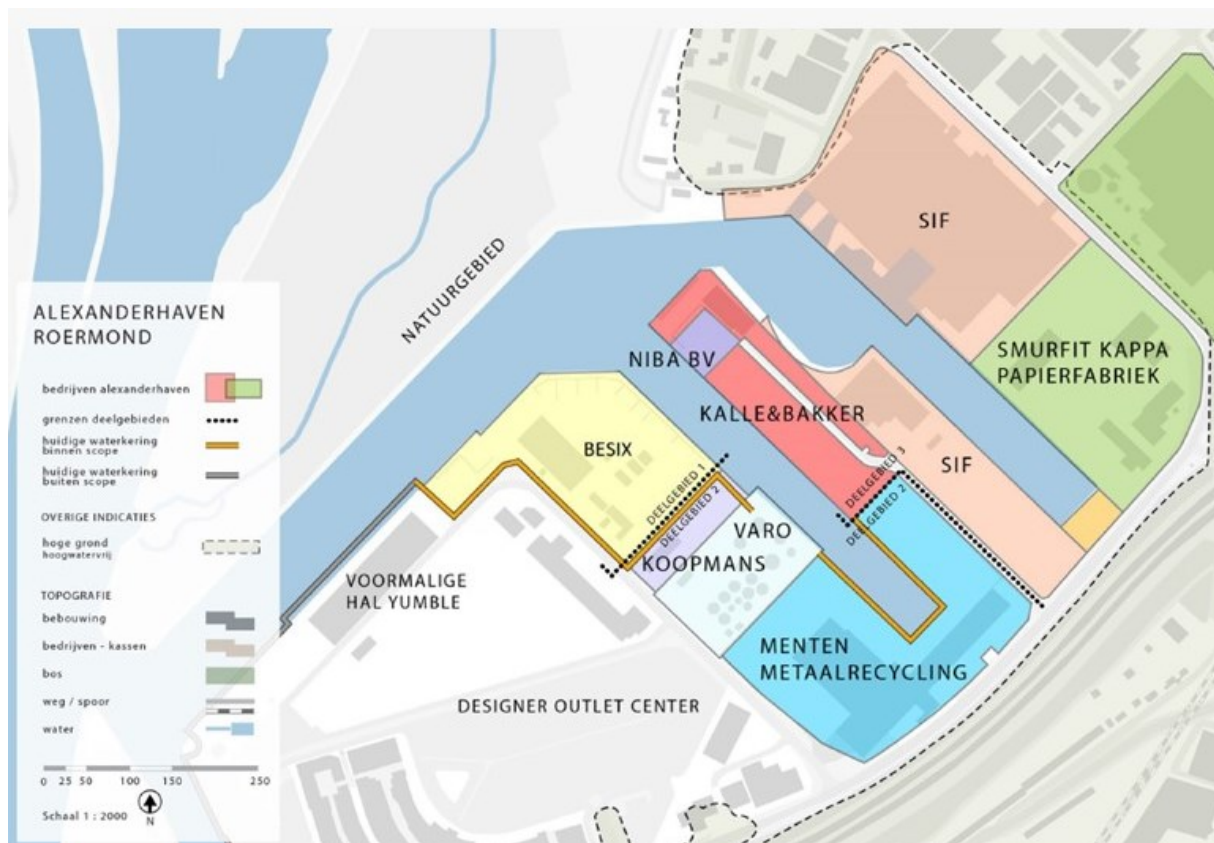 ALEXANDERHAVEN
ROERMOND
bedrijven alexanderhaven
grenzen deelgebieden
huidige waterkering
binnen scope
huidige waterkering
buiten scope
OVERIGE INDICATIES
hoge grond
hoogwatervrij
TOPOGRAFIE
bebouwing
bedrijven - kassen
bos
weg / spoor
water
0 25 50 100 150 250
Schaal 1 : 2000
N
NATUURGEBIED
SIF
SMURFIT KAPPA
PAPIERFABRIEK
NIBA BV
KALLE&BAKKER
SIF
BESIX
DEELGEBIED 1
DEELGEBIED 2
DEELGEBIED 3
DEELGEBIED 2
VARO
KOOPMANS
VOORMALIGE
HAL YUMBLE
MENTEN
METAALRECYCLING
DESIGNER OUTLET CENTER